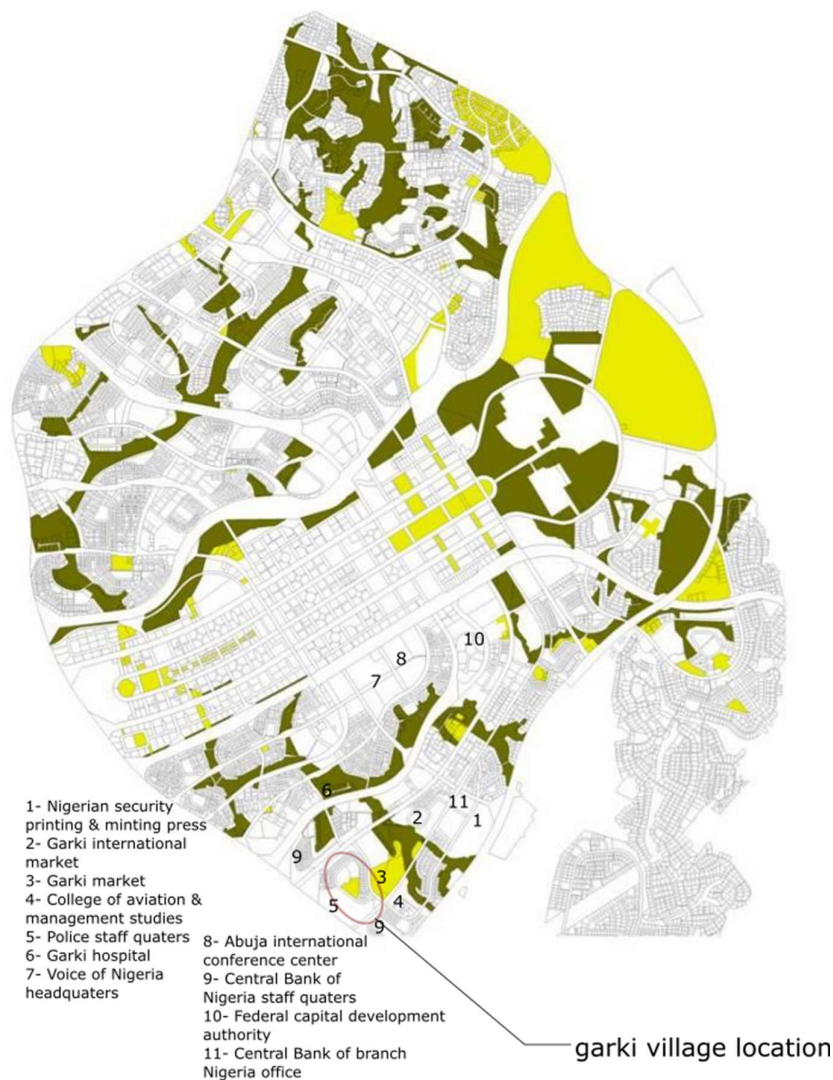 10
8
7
6
11
2
1
9
3
4
5
9
1- Nigerian security
printing & minting press
2- Garki international
market
3- Garki market
4- College of aviation &
management studies
5- Police staff quaters
6- Garki hospital
7- Voice of Nigeria
headquaters
8- Abuja international
conference center
9- Central Bank of
Nigeria staff quaters
10- Federal capital development
authority
11- Central Bank of branch
Nigeria office
garki village location